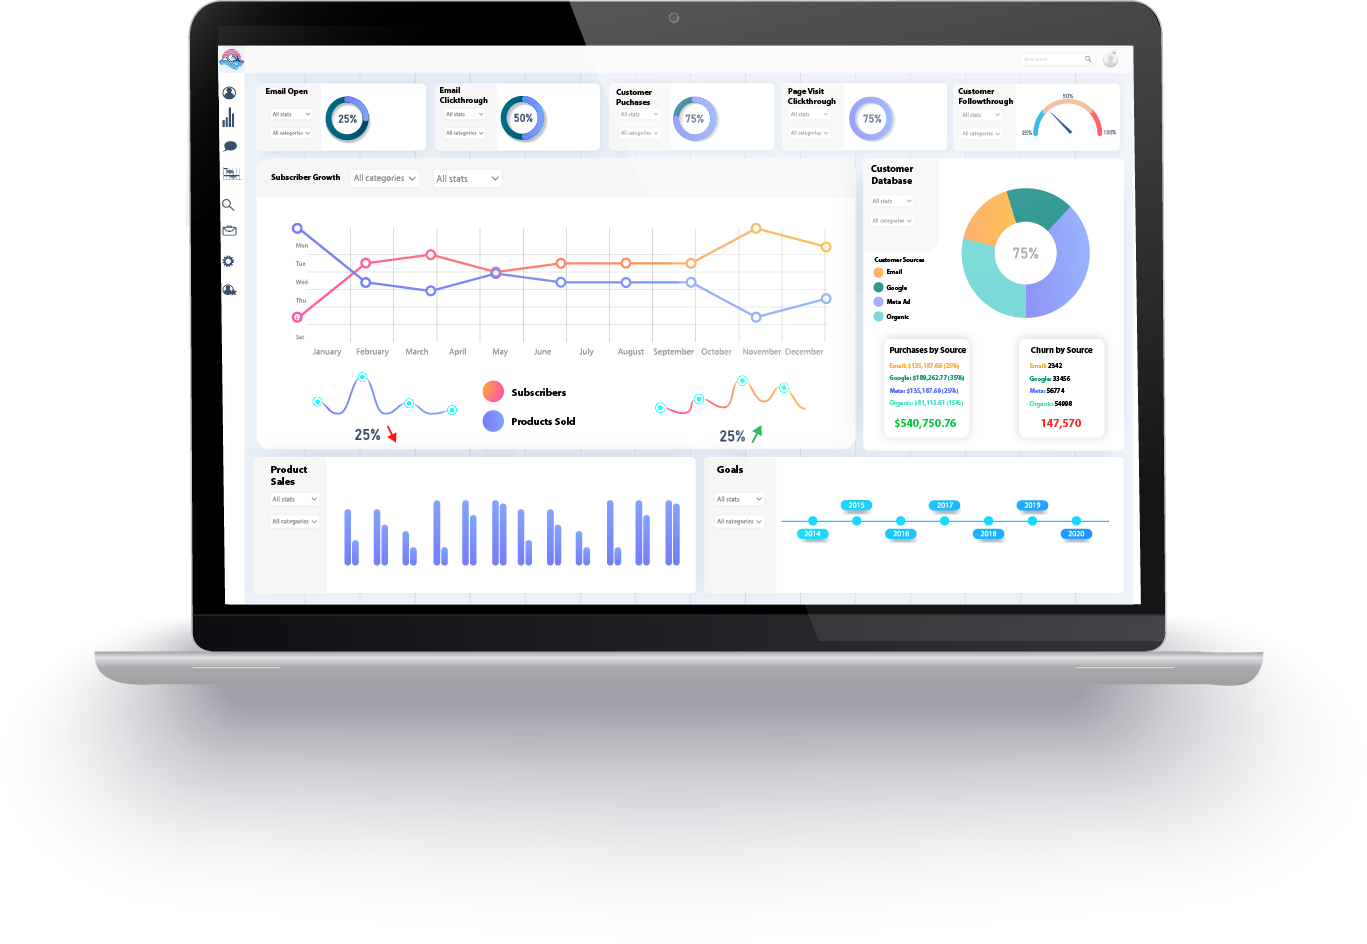 Email Open
All stats
All categories
25%
Email
Clickthrough
All stats
All categories
50%
Customer
Puchases
All stats
All categories
75%
Page Visit
Clickthrough
All stats
All categories
75%
Customer
Followthrough
All stats
All categories
25%
50%
100%
Subscriber Growth
All categories
All stats
Mon
Tue
Wed
Thu
Sat
January February March April May June July August September October November December
Subscribers
Products Sold
25%
25%
Customer
Database
All stats
All categories
75%
Customer Sources
Email
Google
Meta Ad
Organic
Purchases by Source
Email: $135,187.69 (25%)
Google: $189,262.77 (35%)
Meta: $135,187.69 (25%)
Organic: $81,112.61 (15%)
$540,750.76
Churn by Source
Email: 2342
Google: 33456
Meta: 56774
Organic: 54998
147,570
Product
Sales
All stats
All categories
Goals
All stats
All categories
2014
2015
2016
2017
2018
2019
2020